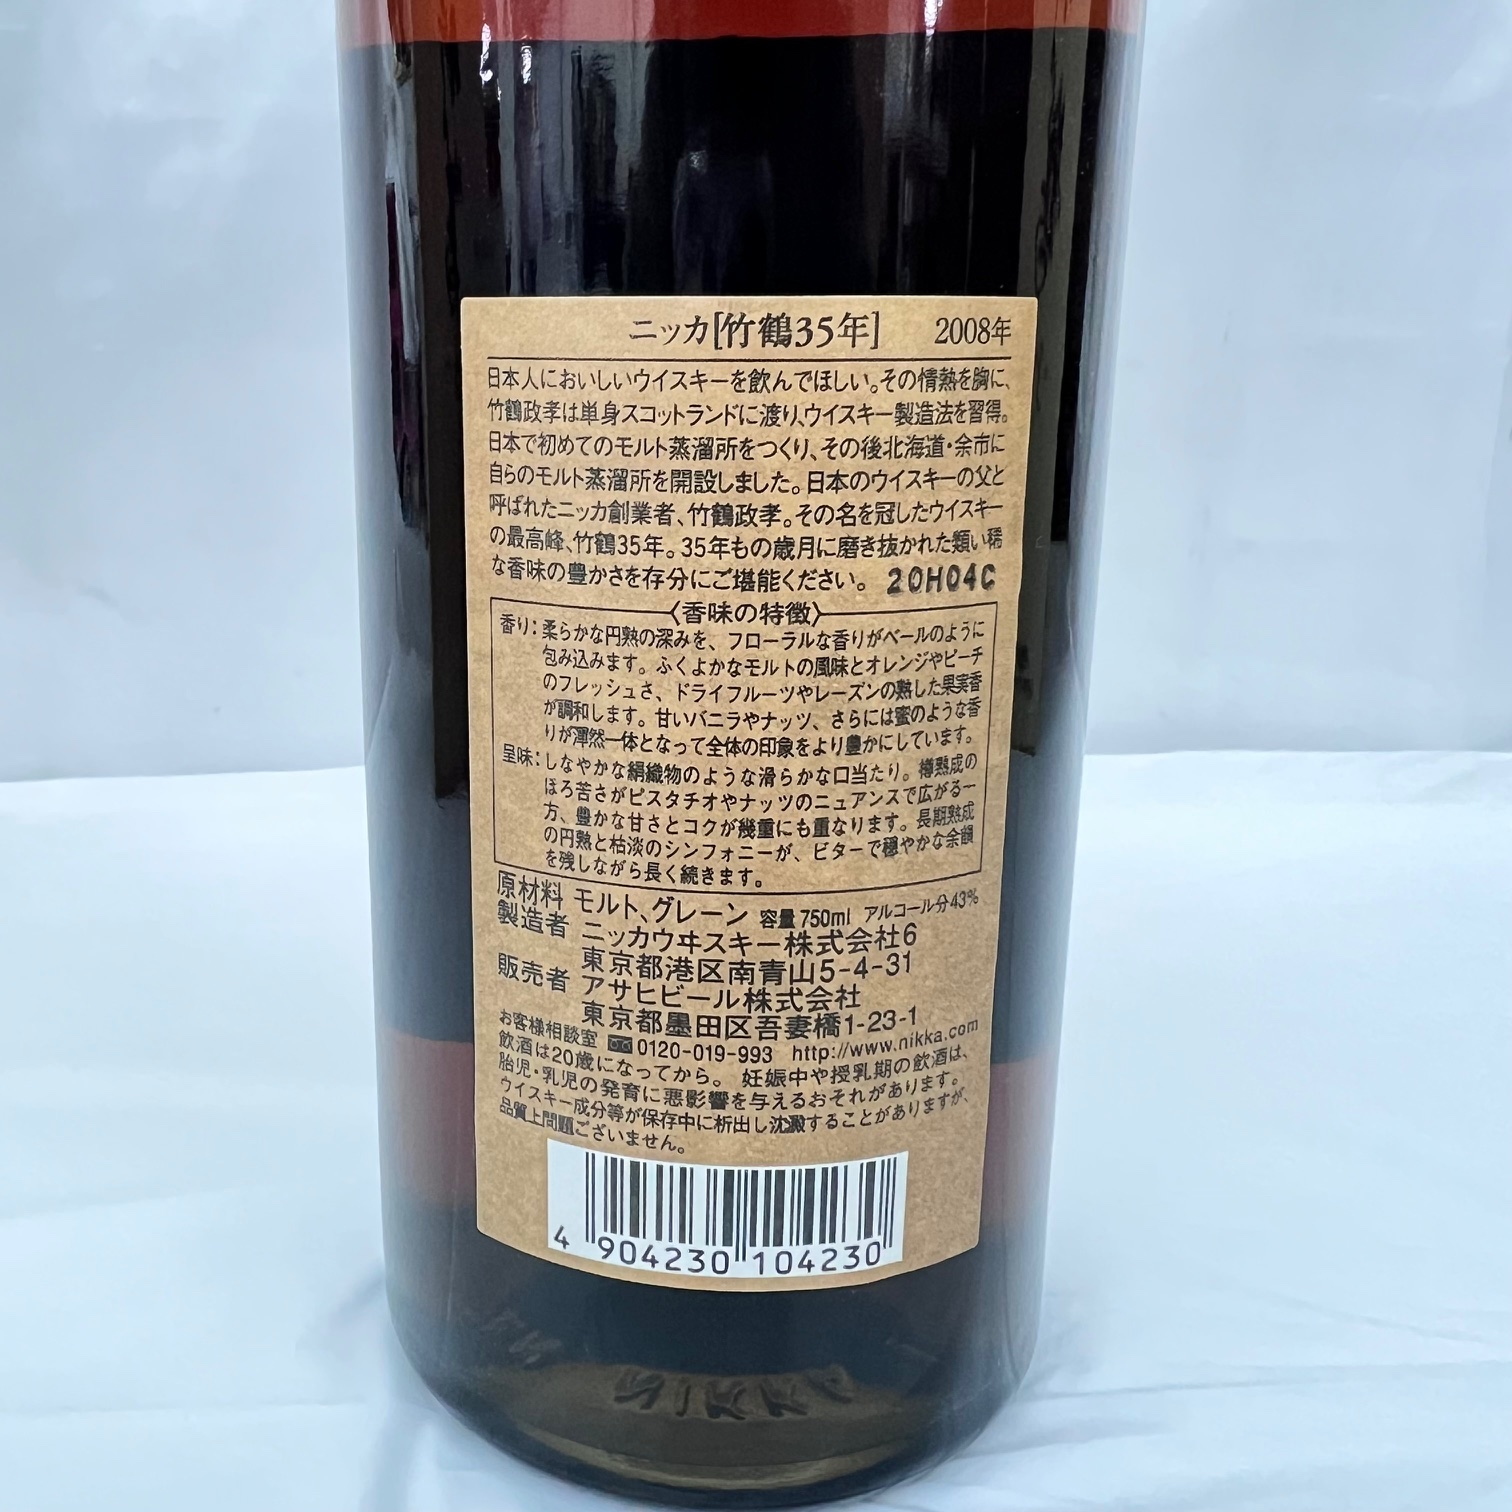 ニッカ[竹鶴35年] 2008年
日本人においしいウイスキーを飲んでほしい。その情熱を胸に、
竹鶴政孝は単身スコットランドに渡り、ウイスキー製造法を習得。
日本で初めてのモルト蒸溜所をつくり、その後北海道・余市に
自らのモルト蒸溜所を開設しました。日本のウイスキーの父と
呼ばれたニッカ創業者、竹鶴政孝。その名を冠したウイスキー
の最高峰、竹鶴35年。35年もの歳月に磨き抜かれた類い稀
な香味の豊かさを存分にご堪能ください。 20H04C
〈香味の特徴〉
香り:柔らかな円熟の深みを、フローラルな香りがベールのように
包み込みます。ふくよかなモルトの風味とオレンジやピーチ
のフレッシュさ、ドライフルーツやレーズンの熟した果実香
が調和します。甘いバニラやナッツ、さらには蜜のような香
りが渾然一体となって全体の印象をより豊かにしています。
呈味:しなやかな絹織物のような滑らかな口当たり。樽熟成の
ほろ苦さがピスタチオやナッツのニュアンスで広がる一
方、豊かな甘さとコクが幾重にも重なります。長期熟成
の円熟と枯淡のシンフォニーが、ビターで穏やかな余韻
を残しながら長く続きます。
原材料 モルト、グレーン 容量750ml アルコール分43%
製造者 ニッカウヰスキー株式会社6
東京都港区南青山5-4-31
販売者 アサヒビール株式会社
東京都墨田区吾妻橋1-23-1
お客様相談室 0120-019-993 http://www.nikka.com
飲酒は20歳になってから。妊娠中や授乳期の飲酒は、
胎児・乳児の発育に悪影響を与えるおそれがあります。
ウイスキー成分等が保存中に析出し沈澱することがありますが、
品質上問題ございません。
4 904230 104230
NIKKA